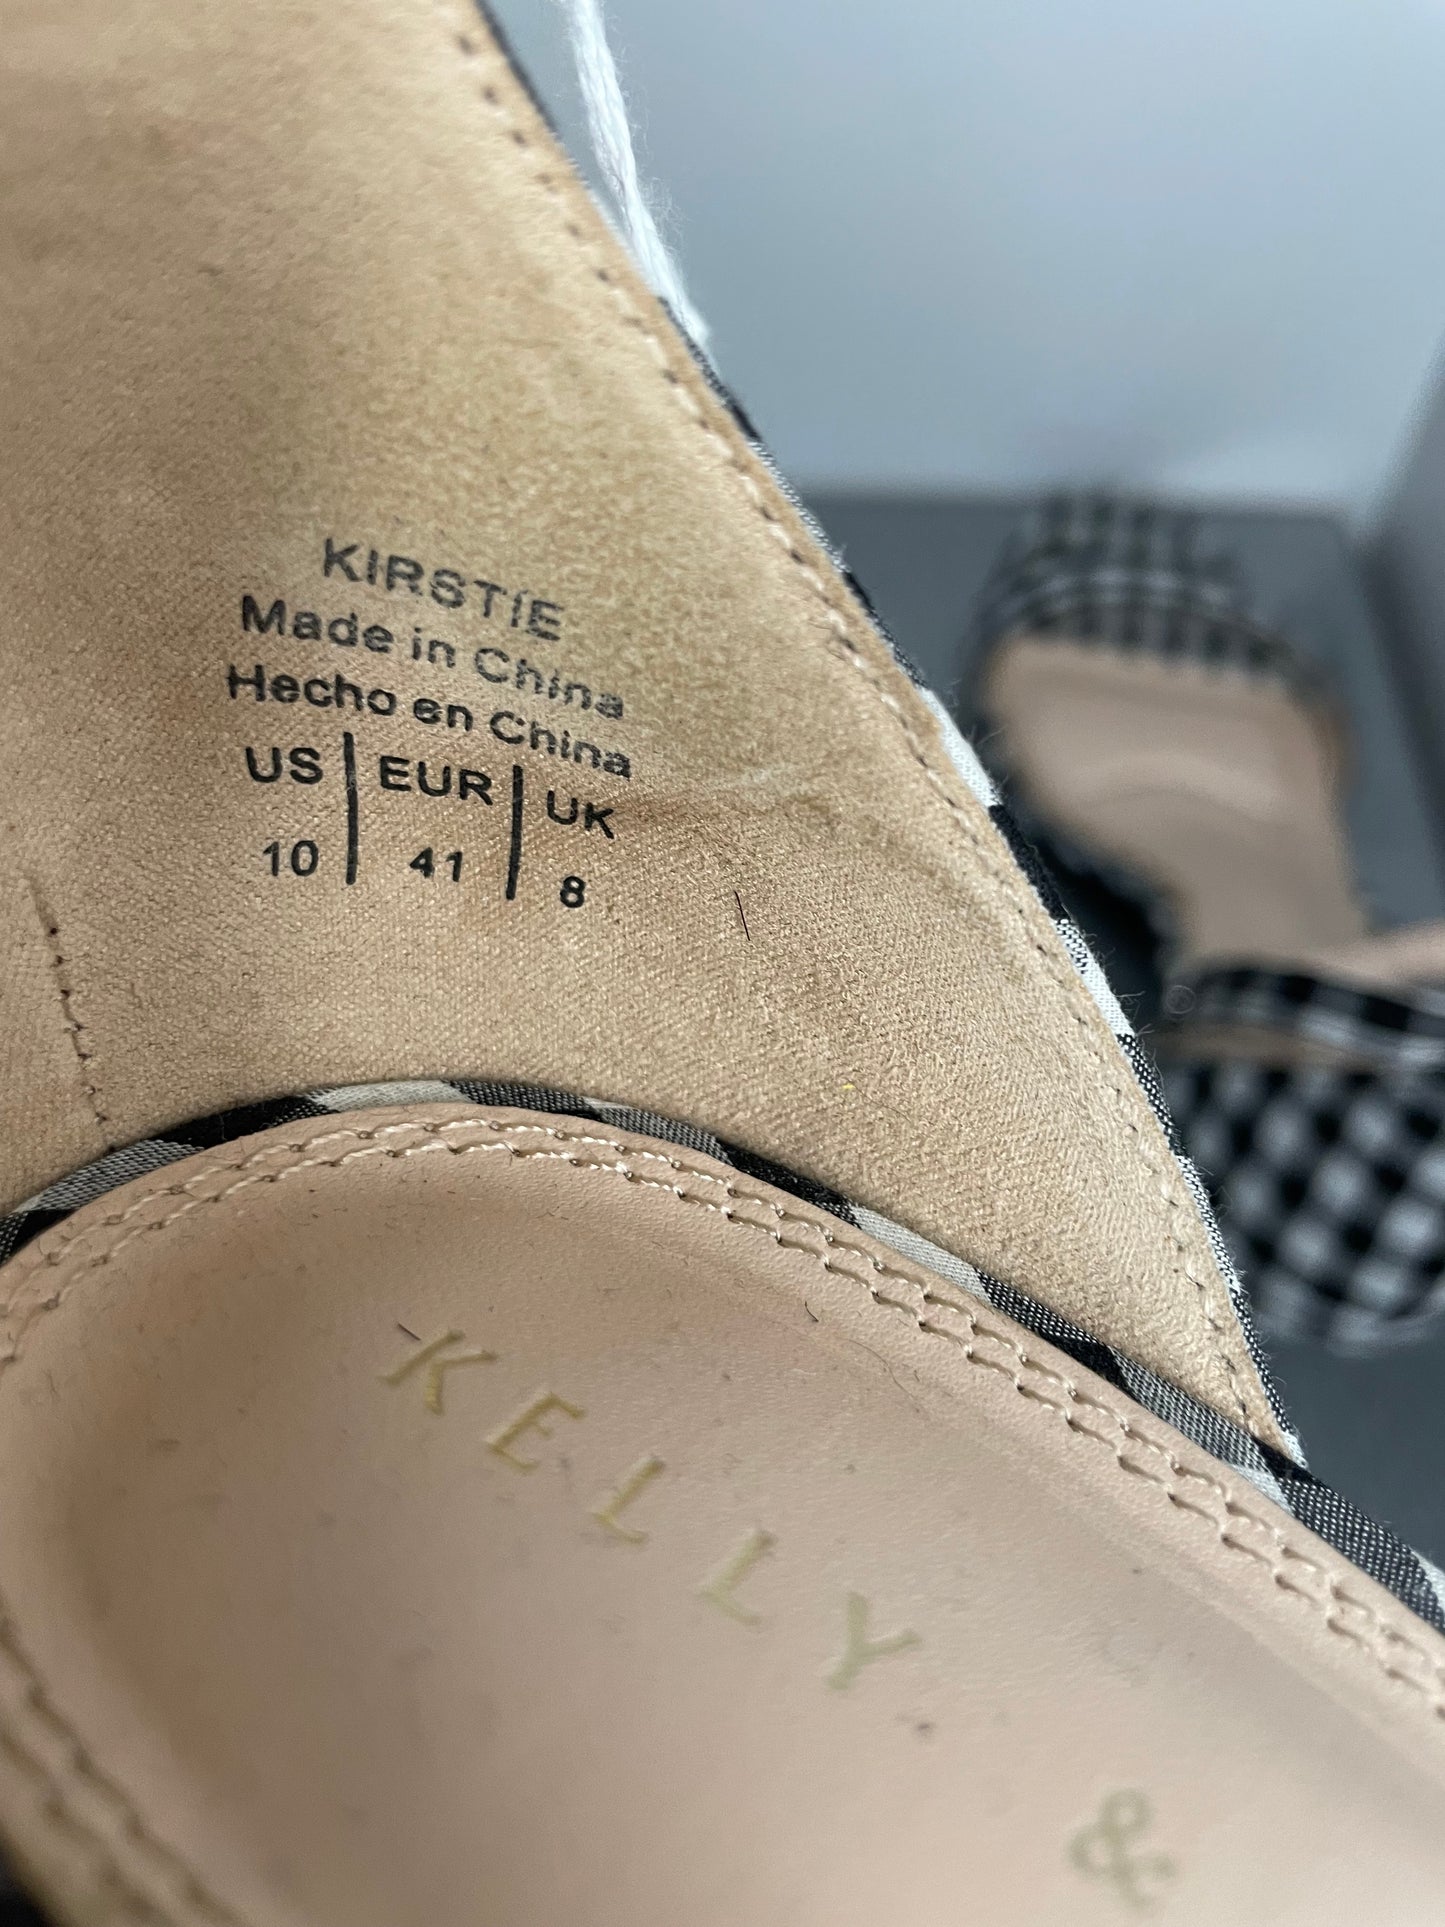 KIRSTIE
Made in China
Hecho en China
US | EUR | UK
10 | 41 | 8
KELLY &